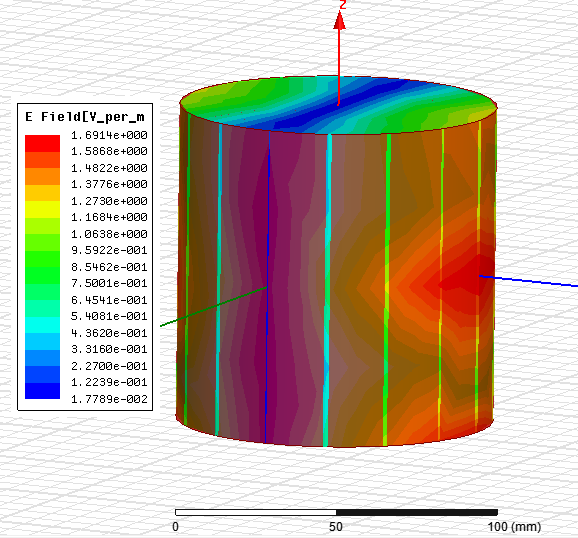 Z
E Field[V_per_m
1.6914e+000
1.5868e+000
1.4822e+000
1.3776e+000
1.2730e+000
1.1684e+000
1.0638e+000
9.5922e-001
8.5462e-001
7.5001e-001
6.4541e-001
5.4081e-001
4.3620e-001
3.3160e-001
2.2700e-001
1.2239e-001
1.7789e-002
0 50 100 (mm)